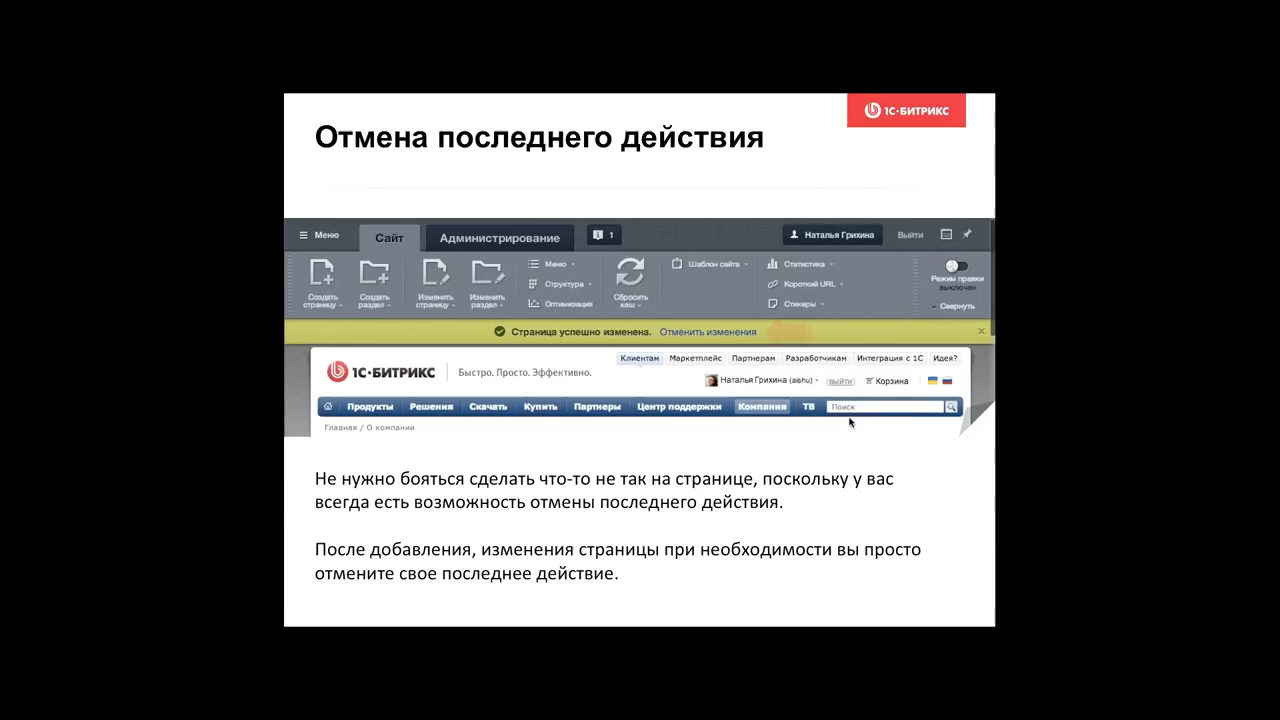 1С-БИТРИКС
Отмена последнего действия
Меню
Сайт
Администрирование
1
Наталья Грихина
Выйти
Создать страницу
Создать раздел
Изменить страницу
Изменить раздел
Меню
Структура
Оптимизация
Сбросить кеш
Шаблон сайта
Статистика
Короткий URL
Стикеры
Режим правки
выключен
Свернуть
Страница успешно изменена. Отменить изменения
1С-БИТРИКС
Быстро. Просто. Эффективно.
Клиентам Маркетплейс Партнерам Разработчикам Интеграция с 1С Идея?
Наталья Грихина (aishu) (выйти) Корзина
Продукты Решения Скачать Купить Партнеры Центр поддержки Компания ТВ Поиск
Главная / О компании
Не нужно бояться сделать что-то не так на странице, поскольку у вас
всегда есть возможность отмены последнего действия.
После добавления, изменения страницы при необходимости вы просто
отмените свое последнее действие.